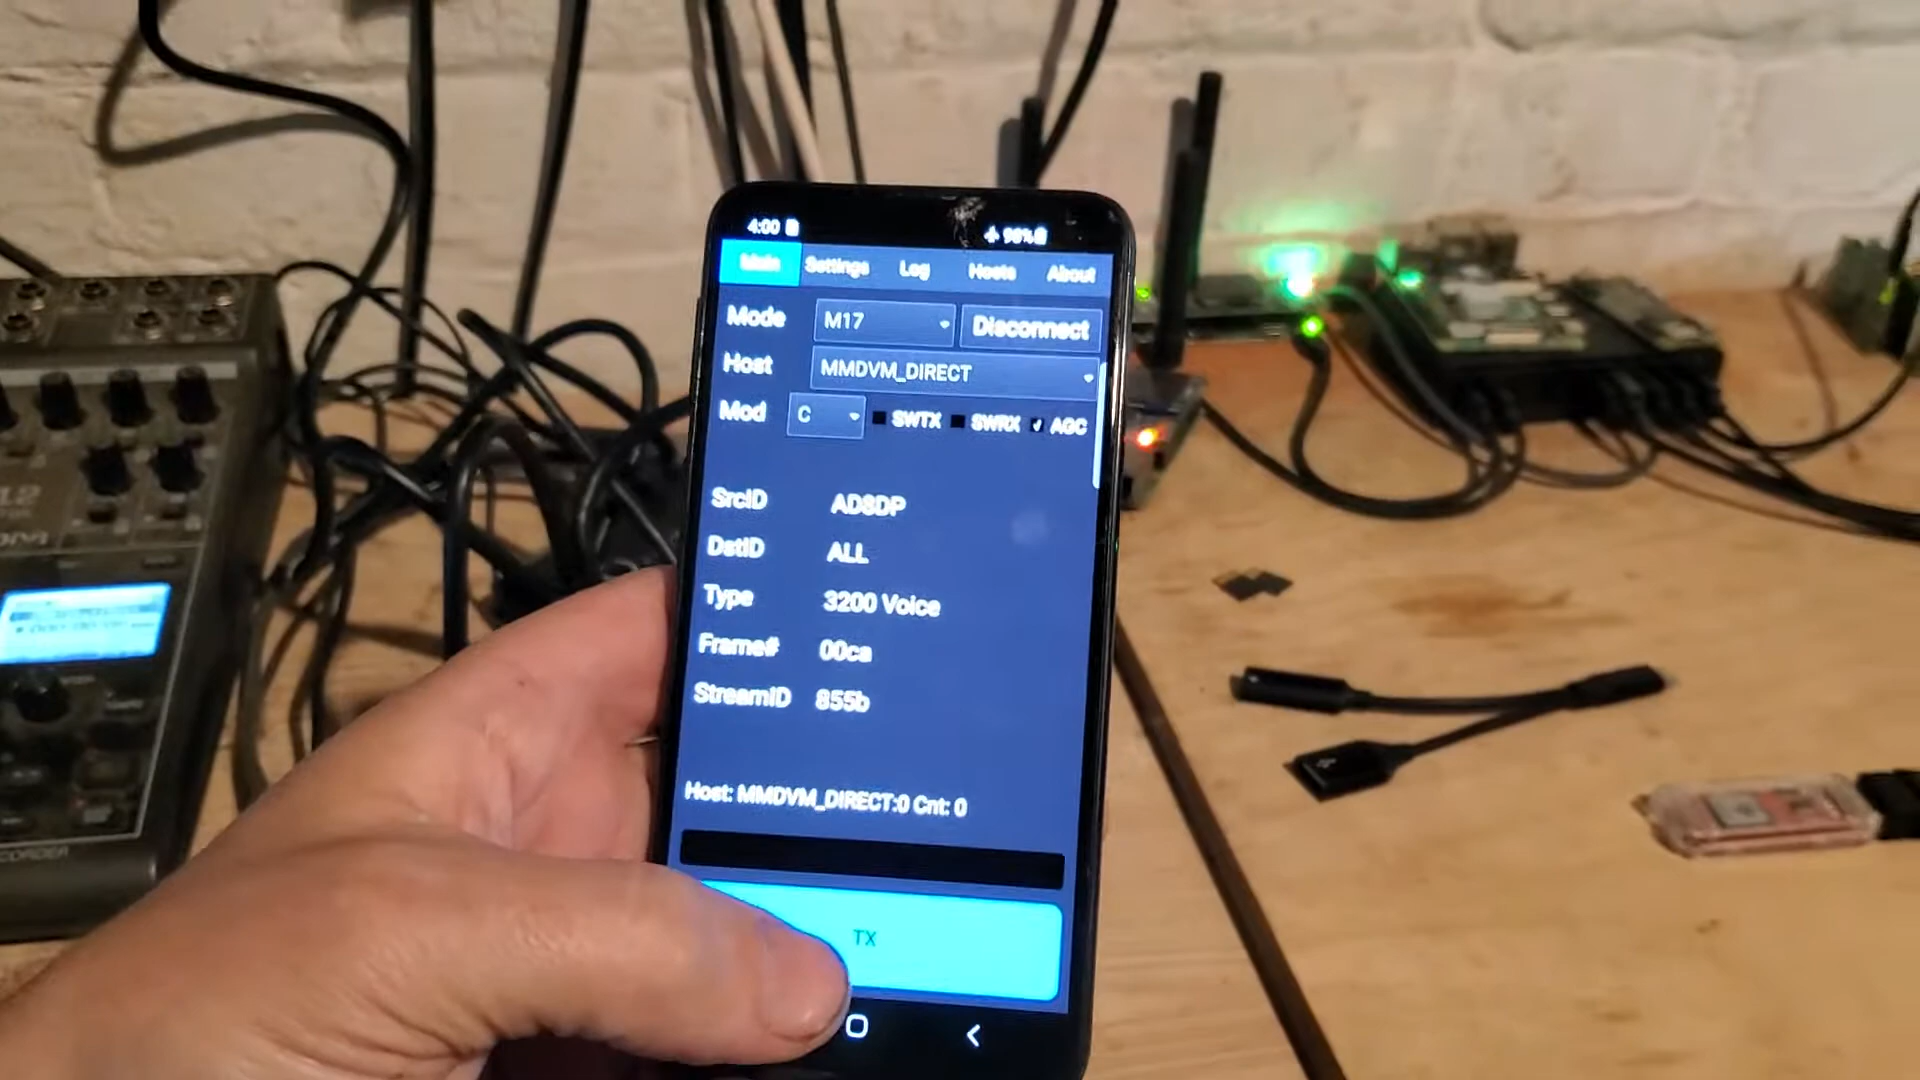 4:00 98%
Main Settings Log Hosts About
Mode M17 Disconnect
Host MMDVM_DIRECT
Mod C SWTX SWRX AGC
SrcID AD8DP
DstID ALL
Type 3200 Voice
Frame# 00ca
StreamID 855b
Host: MMDVM_DIRECT:0 Cnt: 0
TX